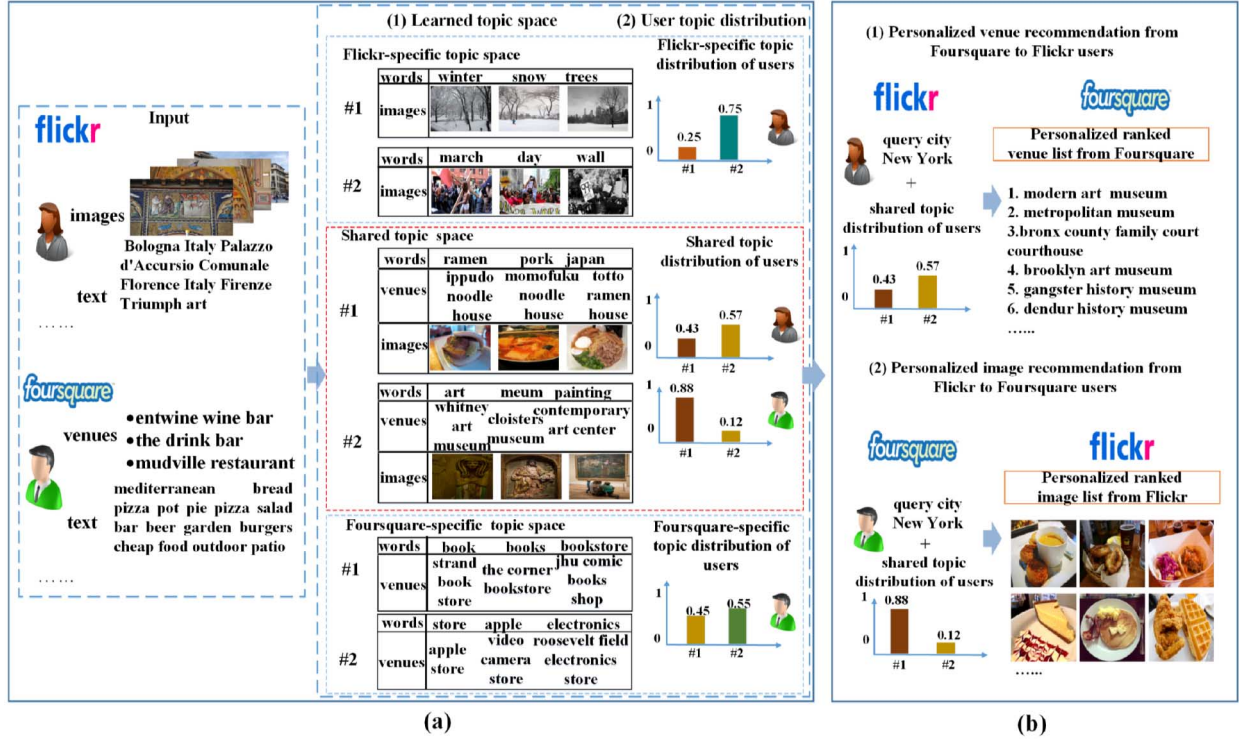 (1) Learned topic space
(2) User topic distribution
flickr
Input
images
Bologna Italy Palazzo
d'Accursio Comunale
Florence Italy Firenze
Triumph art
text
……
foursquare
venues
•entwine wine bar
•the drink bar
•mudville restaurant
text
mediterranean bread
pizza pot pie pizza salad
bar beer garden burgers
cheap food outdoor patio
……
Flickr-specific topic space
#1
words winter snow trees
images
#2
words march day wall
images
Flickr-specific topic
distribution of users
1
0.75
0.25
0
#1 #2
Shared topic space
#1
words ramen pork japan
venues
ippudo momofuku totto
noodle noodle ramen
house house house
images
#2
words art meum painting
venues
whitney cloisters contemporary
art museum art center
museum
images
Shared topic
distribution of users
1
0.57
0.43
0
#1 #2
1
0.88
0.12
0
#1 #2
Foursquare-specific topic space
#1
words book books bookstore
venues
strand the corner jhu comic
book bookstore books
store shop
#2
words store apple electronics
venues
apple video roosevelt field
store camera electronics
store store
Foursquare-specific
topic distribution of
users
1
0.45 0.55
0
#1 #2
(a)
(1) Personalized venue recommendation from
Foursquare to Flickr users
flickr
foursquare
query city
New York
+
shared topic
distribution of users
1
0.57
0.43
0
#1 #2
Personalized ranked
venue list from Foursquare
1. modern art museum
2. metropolitan museum
3.bronx county family court
courthouse
4. brooklyn art museum
5. gangster history museum
6. dendur history museum
…...
(2) Personalized image recommendation from
Flickr to Foursquare users
foursquare
flickr
query city
New York
+
shared topic
distribution of users
1
0.88
0.12
0
#1 #2
Personalized ranked
image list from Flickr
…...
(b)